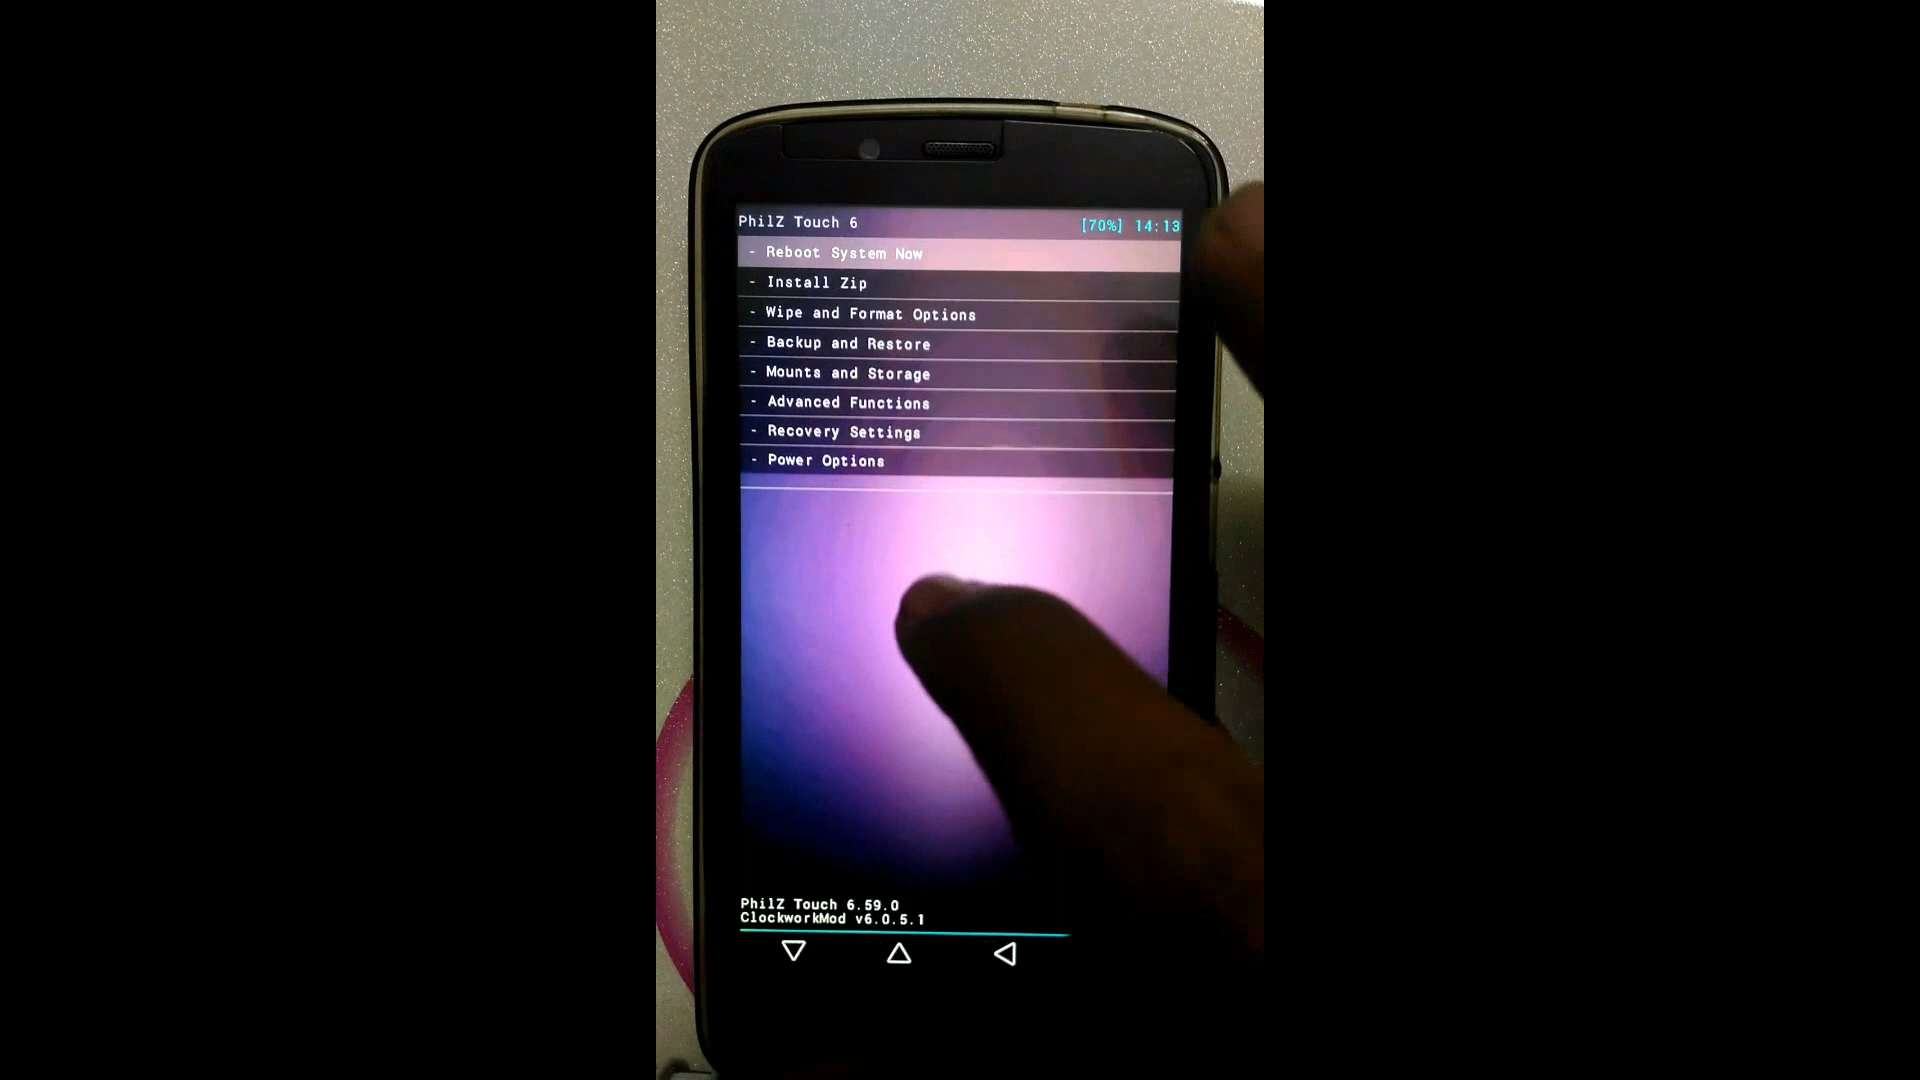 PhilZ Touch 6
[70%] 14:13
- Reboot System Now
- Install Zip
- Wipe and Format Options
- Backup and Restore
- Mounts and Storage
- Advanced Functions
- Recovery Settings
- Power Options
PhilZ Touch 6.59.0
ClockworkMod v6.0.5.1